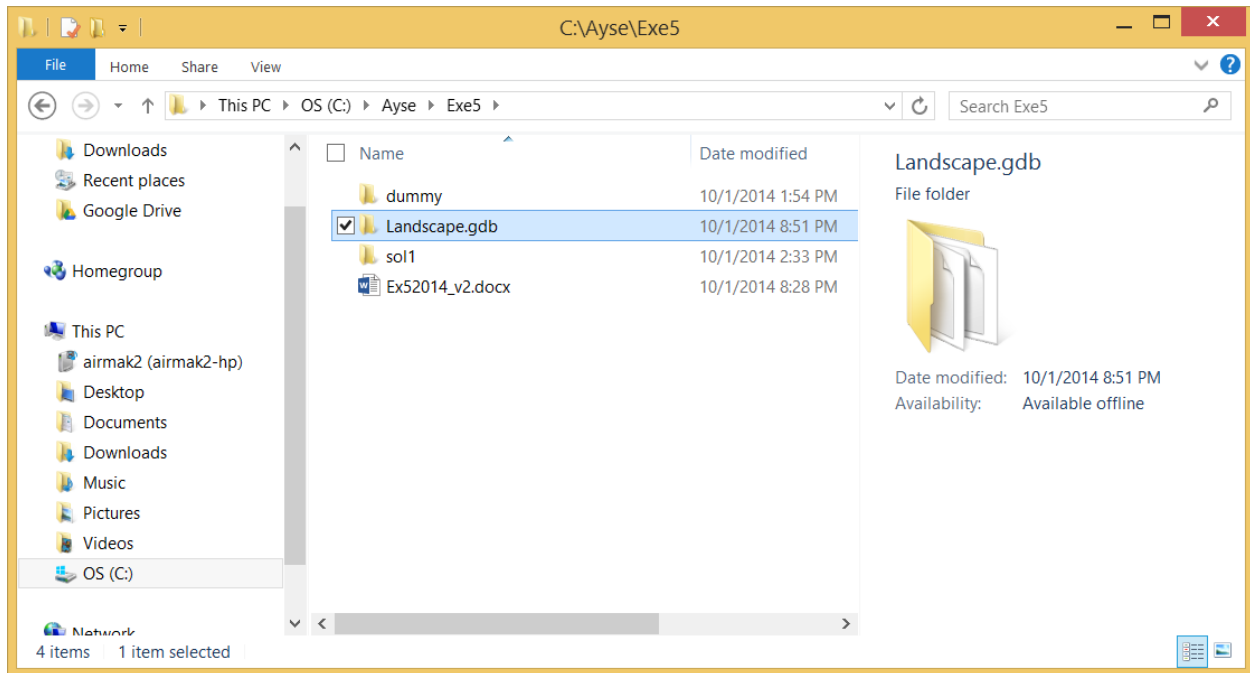 C:\Ayse\Exe5
File Home Share View
This PC OS (C:) Ayse Exe5
Search Exe5
Downloads
Recent places
Google Drive
Homegroup
This PC
airmak2 (airmak2-hp)
Desktop
Documents
Downloads
Music
Pictures
Videos
OS (C:)
Network
Name Date modified
dummy 10/1/2014 1:54 PM
Landscape.gdb 10/1/2014 8:51 PM
sol1 10/1/2014 2:33 PM
Ex52014_v2.docx 10/1/2014 8:28 PM
Landscape.gdb
File folder
Date modified: 10/1/2014 8:51 PM
Availability: Available offline
4 items 1 item selected